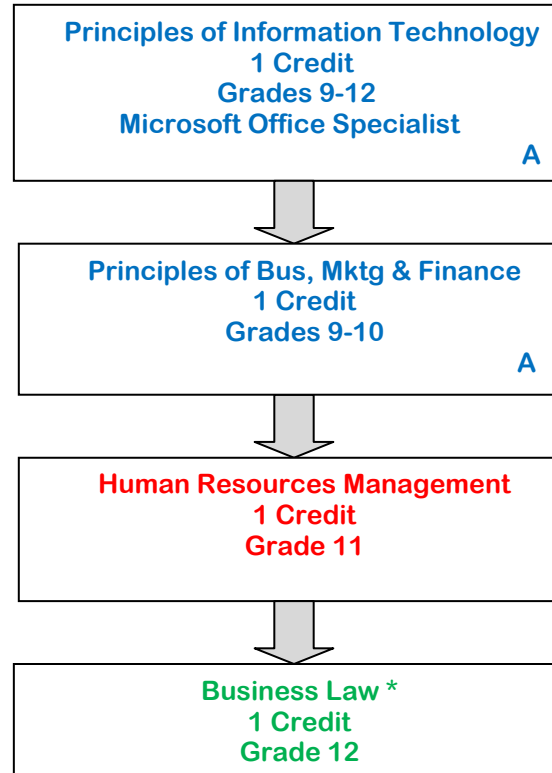 Principles of Information Technology
1 Credit
Grades 9-12
Microsoft Office Specialist
A
Principles of Bus, Mktg & Finance
1 Credit
Grades 9-10
A
Human Resources Management
1 Credit
Grade 11
Business Law *
1 Credit
Grade 12